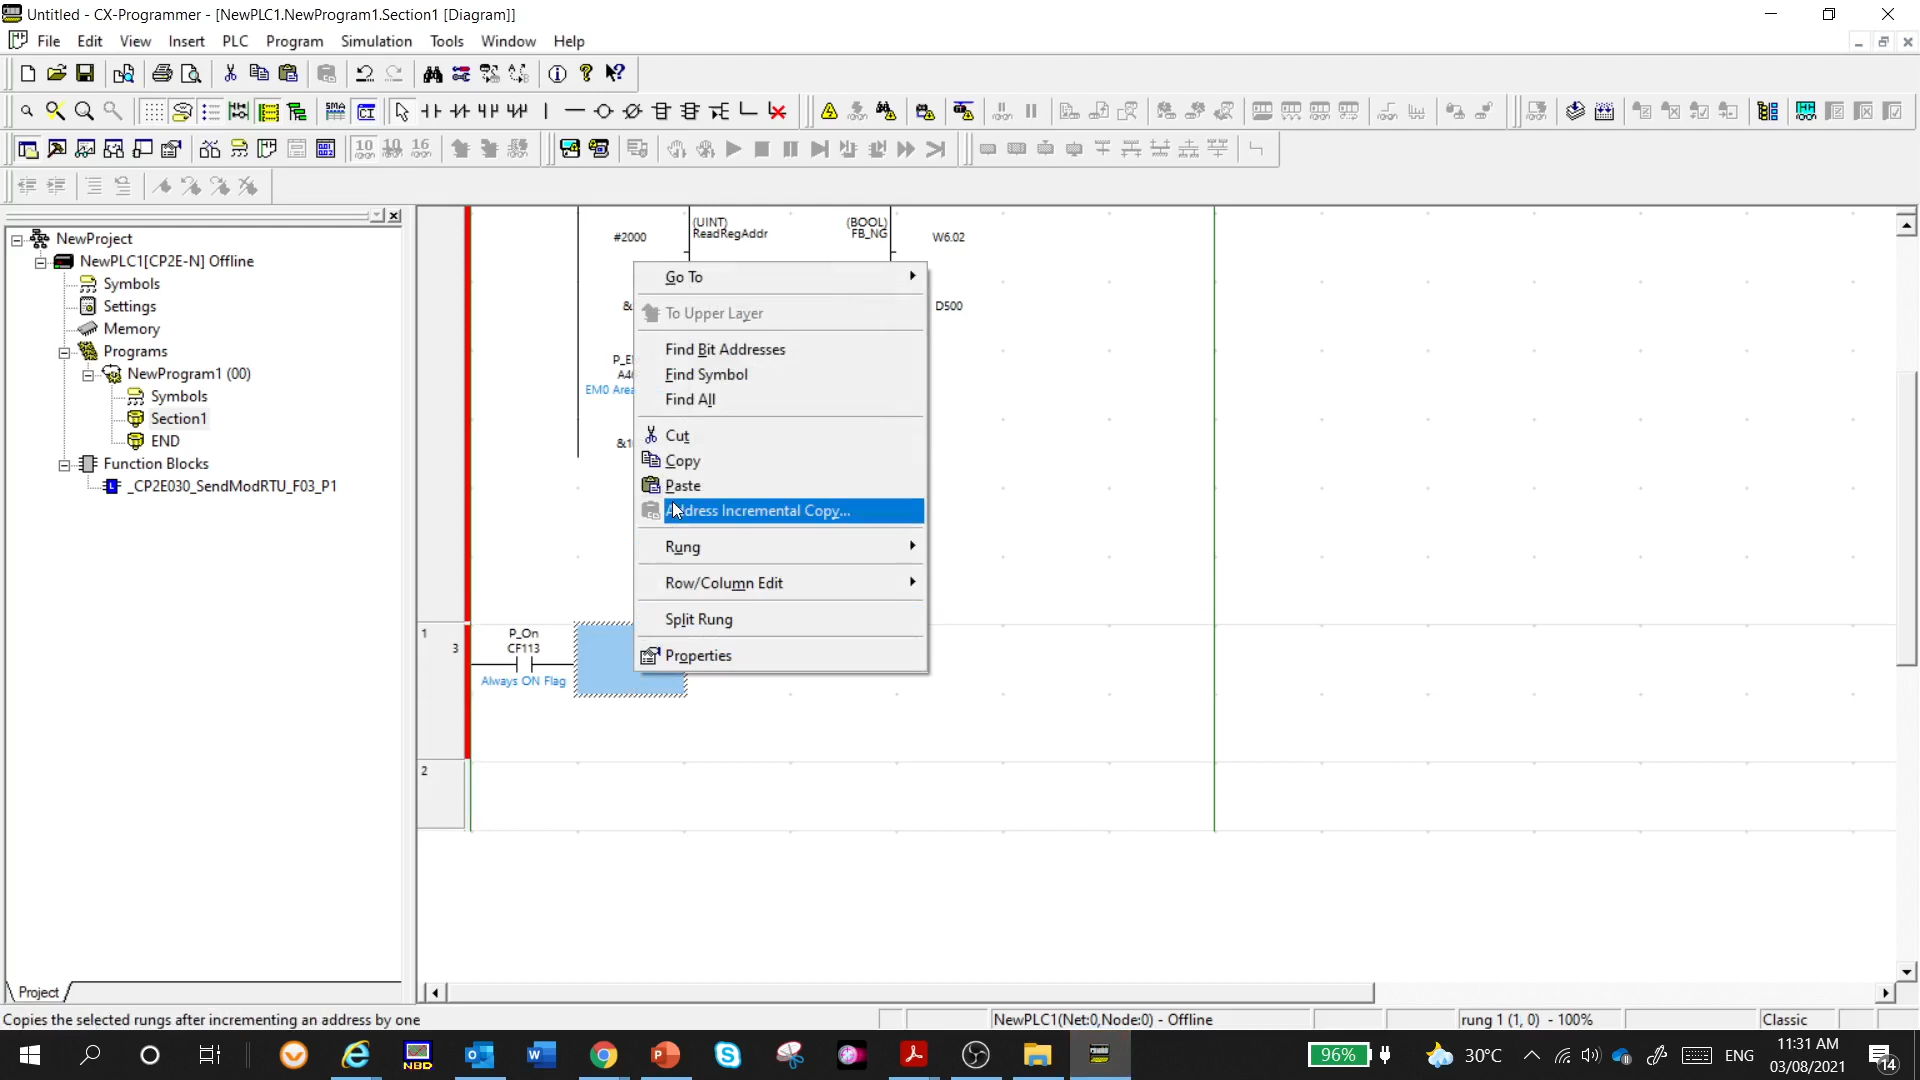 Untitled - CX-Programmer - [NewPLC1.NewProgram1.Section1 [Diagram]]
File Edit View Insert PLC Program Simulation Tools Window Help
SMA
10 10 16
NewProject
NewPLC1[CP2E-N] Offline
Symbols
Settings
Memory
Programs
NewProgram1 (00)
Symbols
Section1
END
Function Blocks
_CP2E030_SendModRTU_F03_P1
Project
#2000
(UINT)
ReadRegAddr
(BOOL)
FB_NG
W6.02
D500
EM0 Area
Go To
To Upper Layer
Find Bit Addresses
Find Symbol
Find All
Cut
Copy
Paste
Address Incremental Copy...
Rung
Row/Column Edit
Split Rung
Properties
1
3
P_On
CF113
Always ON Flag
2
Copies the selected rungs after incrementing an address by one
NewPLC1(Net:0,Node:0) - Offline
rung 1 (1, 0) - 100%
Classic
NBD
96%
30°C
ENG
11:31 AM
03/08/2021
14